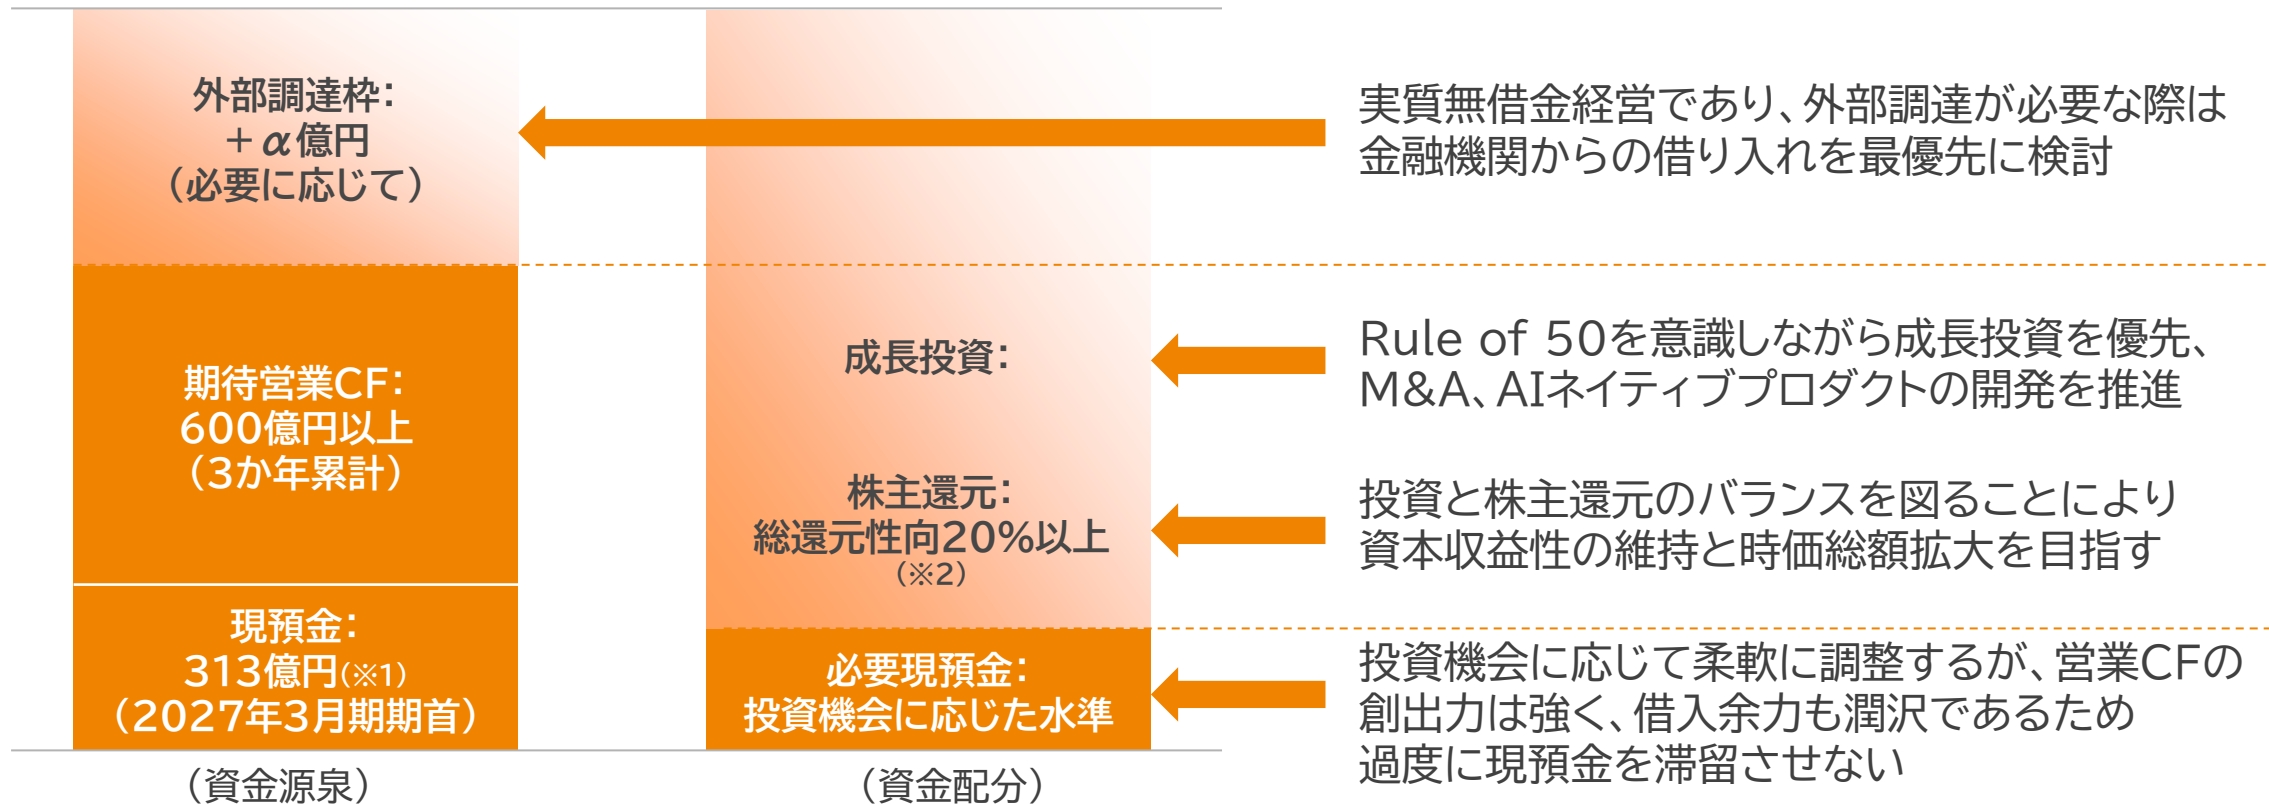 外部調達枠：
＋α億円
（必要に応じて）
期待営業CF：
600億円以上
（3か年累計）
現預金：
313億円（※1）
（2027年3月期期首）
（資金源泉）
成長投資：
株主還元：
総還元性向20%以上
（※2）
必要現預金：
投資機会に応じた水準
（資金配分）
実質無借金経営であり、外部調達が必要な際は
金融機関からの借り入れを最優先に検討
Rule of 50を意識しながら成長投資を優先、
M&A、AIネイティブプロダクトの開発を推進
投資と株主還元のバランスを図ることにより
資本収益性の維持と時価総額拡大を目指す
投資機会に応じて柔軟に調整するが、営業CFの
創出力は強く、借入余力も潤沢であるため
過度に現預金を滞留させない